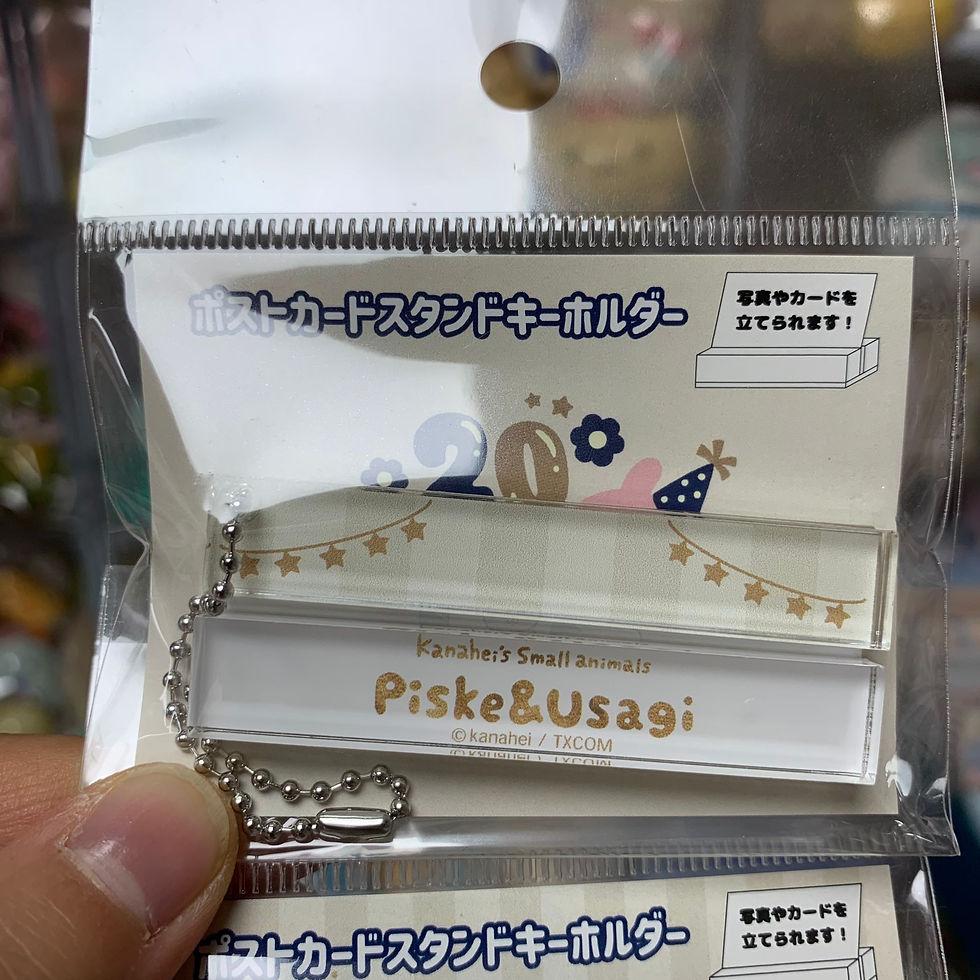 ポストカードスタンドキーホルダー
写真やカードを
立てられます！
20
Kanahei's Small animals
Piske&Usagi
©kanahei / TXCOM
©kanahei / TXCOM
ポストカードスタンドキーホルダー
写真やカードを
立てられます！